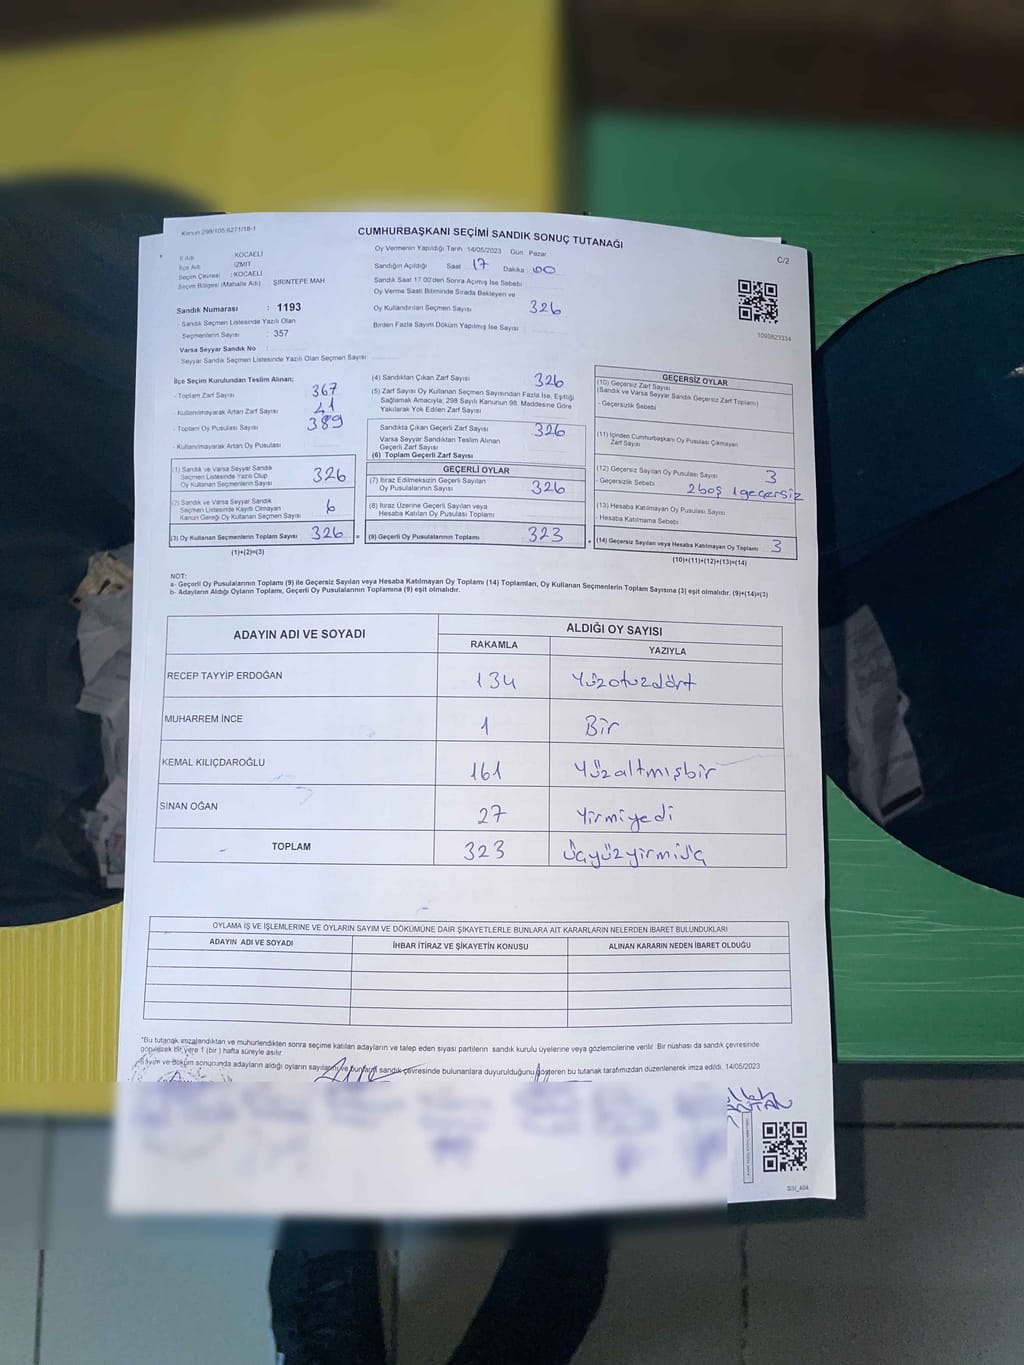 Kanun:298/105,6271/18-1
CUMHURBAŞKANI SEÇİMİ SANDIK SONUÇ TUTANAĞI
C/2
İl Adı : KOCAELİ
İlçe Adı : İZMİT
Seçim Çevresi : KOCAELİ
Seçim Bölgesi (Mahalle Adı) : ŞİRİNTEPE MAH
Sandık Numarası : 1193
Sandık Seçmen Listesinde Yazılı Olan
Seçmenlerin Sayısı : 357
Varsa Seyyar Sandık No :
Seyyar Sandık Seçmen Listesinde Yazılı Olan Seçmen Sayısı
Oy Vermenin Yapıldığı Tarih 14/05/2023 Gün Pazar
Sandığın Açıldığı Saat 17 Dakika 00
Sandık Saat 17.00'den Sonra Açılmış İse Sebebi
Oy Verme Saati Bitiminde Sırada Bekleyen ve
Oy Kullandırılan Seçmen Sayısı 326
Birden Fazla Sayım Döküm Yapılmış İse Sayısı
1093623334
İlçe Seçim Kurulundan Teslim Alınan;
- Toplam Zarf Sayısı 367
- Kullanılmayarak Artan Zarf Sayısı 41
- Toplam Oy Pusulası Sayısı 389
- Kullanılmayarak Artan Oy Pusulası
(1) Sandık ve Varsa Seyyar Sandık
Seçmen Listesinde Yazılı Olup
Oy Kullanan Seçmenlerin Sayısı 326
(2) Sandık ve Varsa Seyyar Sandık
Seçmen Listesinde Kayıtlı Olmayan
Kanun Gereği Oy Kullanan Seçmen Sayısı 6
(3) Oy Kullanan Seçmenlerin Toplam Sayısı 326 =
(1)+(2)=(3)
(4) Sandıktan Çıkan Zarf Sayısı 326
(5) Zarf Sayısı Oy Kullanan Seçmen Sayısından Fazla İse, Eşitliği
Sağlamak Amacıyla; 298 Sayılı Kanunun 98. Maddesine Göre
Yakılarak Yok Edilen Zarf Sayısı
Sandıkta Çıkan Geçerli Zarf Sayısı 326
Varsa Seyyar Sandıktan Teslim Alınan
Geçerli Zarf Sayısı
(6) Toplam Geçerli Zarf Sayısı
GEÇERLİ OYLAR
(7) İtiraz Edilmeksizin Geçerli Sayılan
Oy Pusulalarının Sayısı 326
(8) İtiraz Üzerine Geçerli Sayılan veya
Hesaba Katılan Oy Pusulası Toplamı
(9) Geçerli Oy Pusulalarının Toplamı 323 +
GEÇERSİZ OYLAR
(10) Geçersiz Zarf Sayısı
(Sandık ve Varsa Seyyar Sandık Geçersiz Zarf Toplamı)
- Geçersizlik Sebebi
(11) İçinden Cumhurbaşkanı Oy Pusulası Çıkmayan
Zarf Sayısı
(12) Geçersiz Sayılan Oy Pusulası Sayısı 3
- Geçersizlik Sebebi 2boş 1geçersiz
(13) Hesaba Katılmayan Oy Pusulası Sayısı
- Hesaba Katılmama Sebebi
(14) Geçersiz Sayılan veya Hesaba Katılmayan Oy Toplamı 3
(10)+(11)+(12)+(13)=(14)
NOT:
a- Geçerli Oy Pusulalarının Toplamı (9) ile Geçersiz Sayılan veya Hesaba Katılmayan Oy Toplamı (14) Toplamları, Oy Kullanan Seçmenlerin Toplam Sayısına (3) eşit olmalıdır. (9)+(14)=(3)
b- Adayların Aldığı Oyların Toplamı, Geçerli Oy Pusulalarının Toplamına (9) eşit olmalıdır.
ADAYIN ADI VE SOYADI
ALDIĞI OY SAYISI
RAKAMLA YAZIYLA
RECEP TAYYİP ERDOĞAN 134 Yüzotuzdört
MUHARREM İNCE 1 Bir
KEMAL KILIÇDAROĞLU 161 Yüzaltmışbir
SİNAN OĞAN 27 Yirmiyedi
TOPLAM 323 Üçyüzyirmiüç
OYLAMA İŞ VE İŞLEMLERİNE VE OYLARIN SAYIM VE DÖKÜMÜNE DAİR ŞİKAYETLERLE BUNLARA AİT KARARLARIN NELERDEN İBARET BULUNDUKLARI
ADAYIN ADI VE SOYADI İHBAR İTİRAZ VE ŞİKAYETİN KONUSU ALINAN KARARIN NEDEN İBARET OLDUĞU
*Bu tutanak imzalandıktan ve mühürlendikten sonra seçime katılan adayların ve talep eden siyasi partilerin sandık kurulu üyelerine veya gözlemcilerine verilir. Bir nüshası da sandık çevresinde
görülecek bir yere 1 (bir) hafta süreyle asılır.
*Sayım ve Döküm sonucunda adayların aldığı oyların sayılarını ve bunların sandık çevresinde bulunanlara duyurulduğunu gösteren bu tutanak tarafımızdan düzenlenerek imza edildi. 14/05/2023